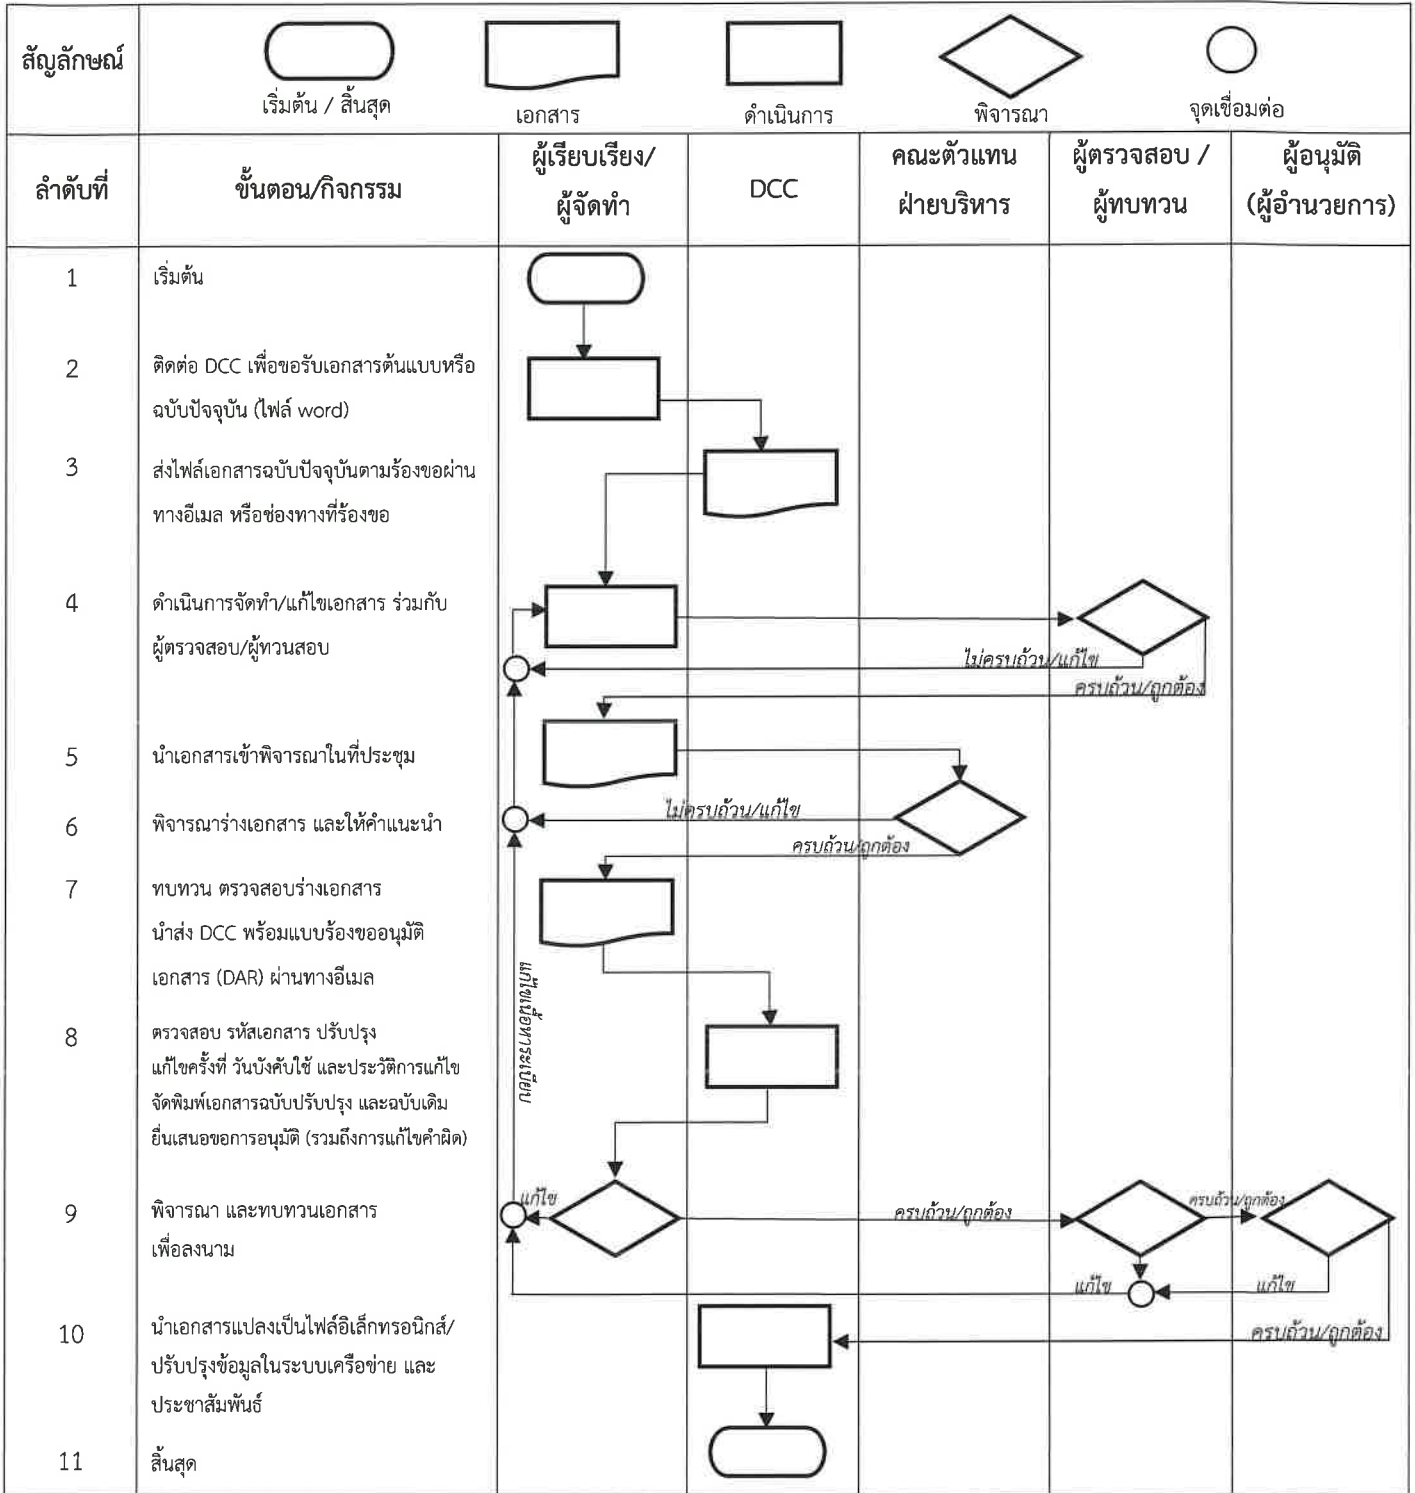 สัญลักษณ์
เริ่มต้น / สิ้นสุด
เอกสาร
ดำเนินการ
พิจารณา
จุดเชื่อมต่อ
ลำดับที่
ขั้นตอน/กิจกรรม
ผู้เรียบเรียง/
ผู้จัดทำ
DCC
คณะตัวแทน
ฝ่ายบริหาร
ผู้ตรวจสอบ /
ผู้ทบทวน
ผู้อนุมัติ
(ผู้อำนวยการ)
1
เริ่มต้น
2
ติดต่อ DCC เพื่อขอรับเอกสารต้นแบบหรือ
ฉบับปัจจุบัน (ไฟล์ word)
3
ส่งไฟล์เอกสารฉบับปัจจุบันตามร้องขอผ่าน
ทางอีเมล หรือช่องทางที่ร้องขอ
4
ดำเนินการจัดทำ/แก้ไขเอกสาร ร่วมกับ
ผู้ตรวจสอบ/ผู้ทวนสอบ
ไม่ครบถ้วน/แก้ไข
ครบถ้วน/ถูกต้อง
5
นำเอกสารเข้าพิจารณาในที่ประชุม
6
พิจารณาร่างเอกสาร และให้คำแนะนำ
ไม่ครบถ้วน/แก้ไข
ครบถ้วน/ถูกต้อง
7
ทบทวน ตรวจสอบร่างเอกสาร
นำส่ง DCC พร้อมแบบร้องขออนุมัติ
เอกสาร (DAR) ผ่านทางอีเมล
แก้ไขเนื้อหาระเบียบ
8
ตรวจสอบ รหัสเอกสาร ปรับปรุง
แก้ไขครั้งที่ วันบังคับใช้ และประวัติการแก้ไข
จัดพิมพ์เอกสารฉบับปรับปรุง และฉบับเดิม
ยื่นเสนอขอการอนุมัติ (รวมถึงการแก้ไขคำผิด)
9
พิจารณา และทบทวนเอกสาร
เพื่อลงนาม
แก้ไข
ครบถ้วน/ถูกต้อง
ครบถ้วน/ถูกต้อง
แก้ไข
แก้ไข
ครบถ้วน/ถูกต้อง
10
นำเอกสารแปลงเป็นไฟล์อิเล็กทรอนิกส์/
ปรับปรุงข้อมูลในระบบเครือข่าย และ
ประชาสัมพันธ์
11
สิ้นสุด